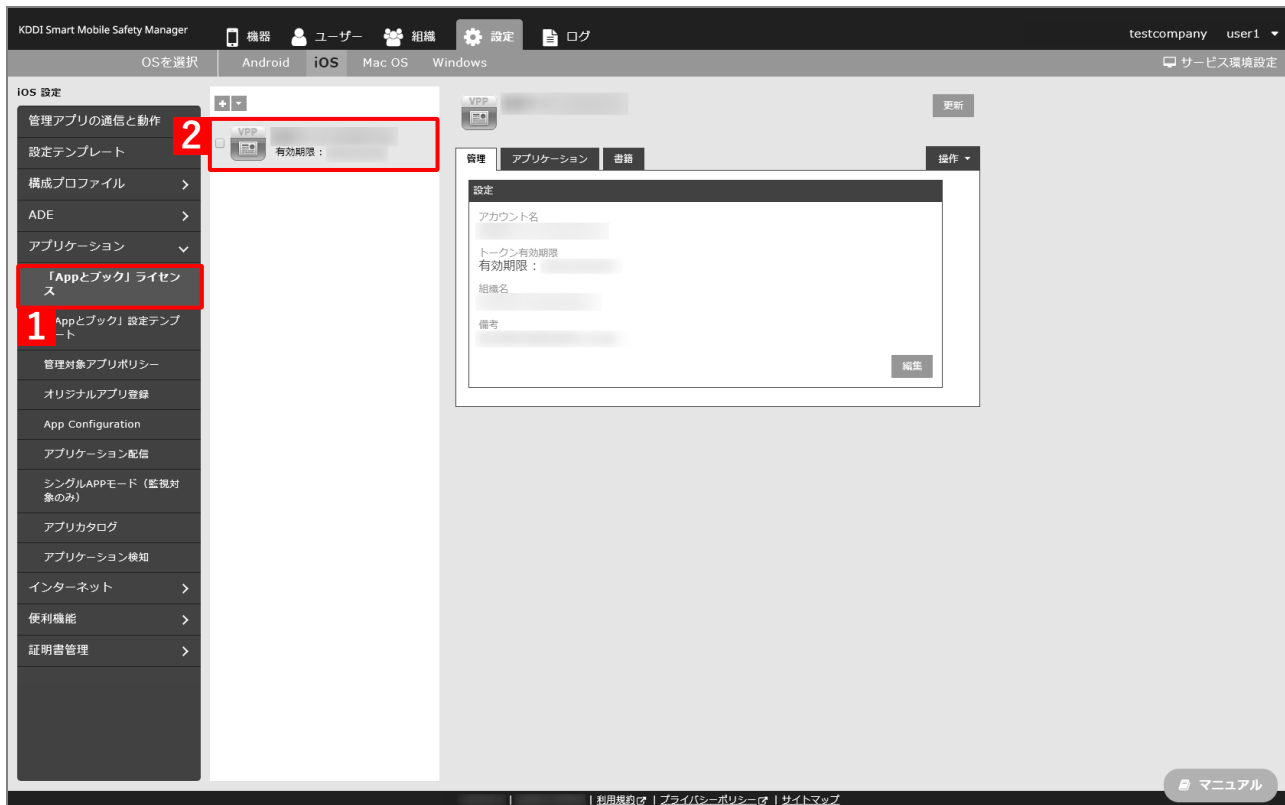 KDDI Smart Mobile Safety Manager
機器
ユーザー
組織
設定
ログ
testcompany user1
OSを選択
Android
iOS
Mac OS
Windows
サービス環境設定
iOS 設定
管理アプリの通信と動作
設定テンプレート
構成プロファイル
ADE
アプリケーション
「Appとブック」ライセン
ス
1
Appとブック」設定テンプ
ート
管理対象アプリポリシー
オリジナルアプリ登録
App Configuration
アプリケーション配信
シングルAPPモード（監視対
象のみ）
アプリカタログ
アプリケーション検知
インターネット
便利機能
証明書管理
2
VPP
有効期限：
VPP
更新
管理
アプリケーション
書籍
操作
設定
アカウント名
トークン有効期限
有効期限：
組織名
備考
編集
マニュアル
| | 利用規約 | プライバシーポリシー | サイトマップ